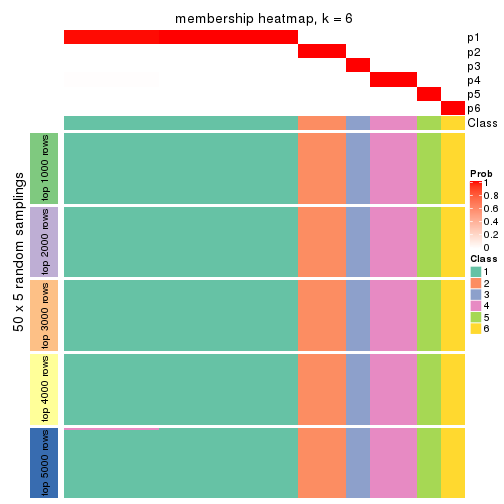 membership heatmap, k = 6
p1
p2
p3
p4
p5
p6
Class
50 x 5 random samplings
top 1000 rows
top 2000 rows
top 3000 rows
top 4000 rows
top 5000 rows
Prob
1
0.8
0.6
0.4
0.2
0
Class
1
2
3
4
5
6